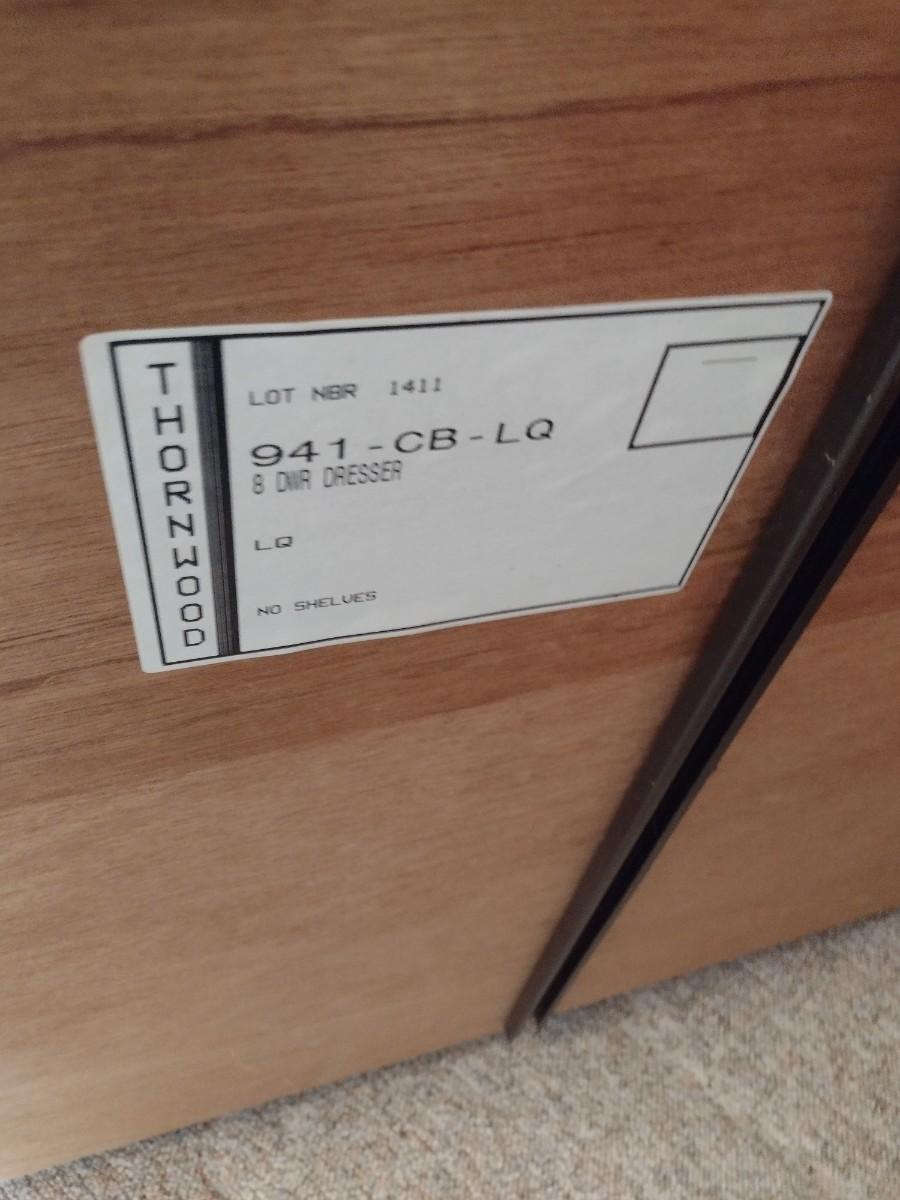 THORNWOOD
LOT NBR 1411
941-CB-LQ
8 DWR DRESSER
LQ
NO SHELVES